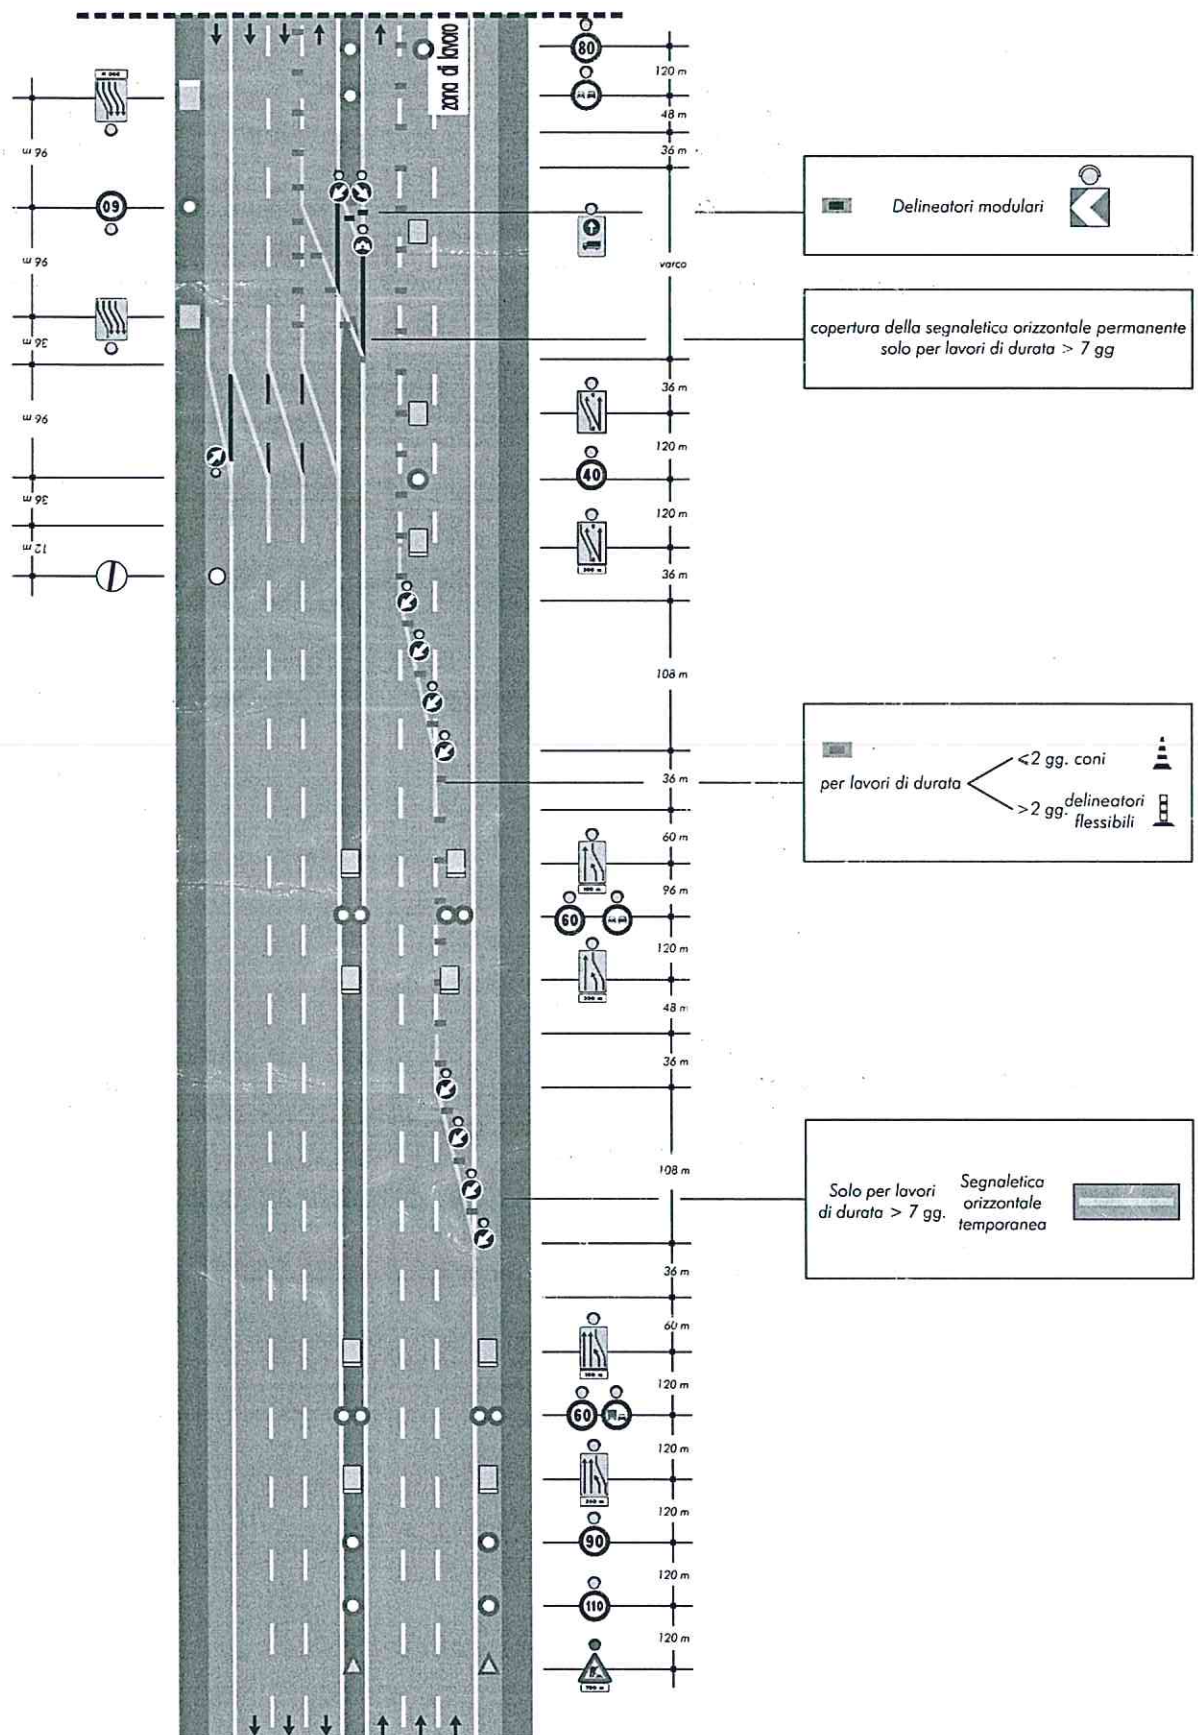 zona di lavoro
80
120 m
48 m
36 m
varco
36 m
120 m
40
120 m
36 m
108 m
36 m
60 m
100 m
96 m
60
120 m
48 m
36 m
108 m
36 m
60 m
120 m
60
120 m
120 m
90
120 m
110
120 m
700 m
96 m
60
96 m
36 m
96 m
36 m
12 m
Delineatori modulari
copertura della segnaletica orizzontale permanente
solo per lavori di durata > 7 gg
per lavori di durata
<2 gg. coni
>2 gg. delineatori
flessibili
Solo per lavori
di durata > 7 gg.
Segnaletica
orizzontale
temporanea